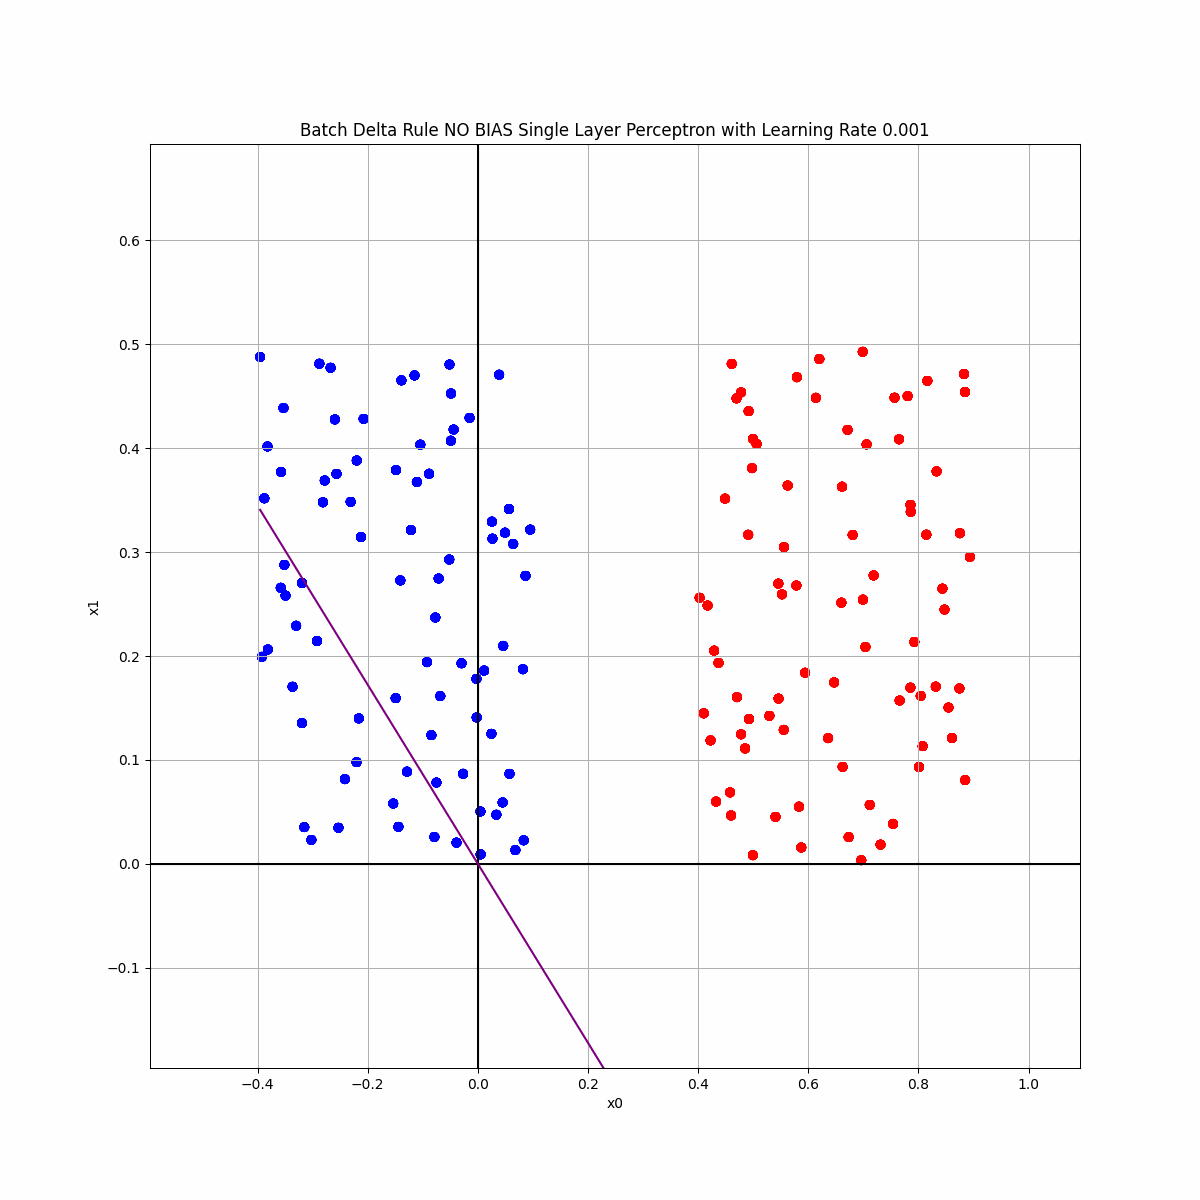 Batch Delta Rule NO BIAS Single Layer Perceptron with Learning Rate 0.001
0.6
0.5
0.4
0.3
0.2
0.1
0.0
−0.1
x1
−0.4 −0.2 0.0 0.2 0.4 0.6 0.8 1.0
x0